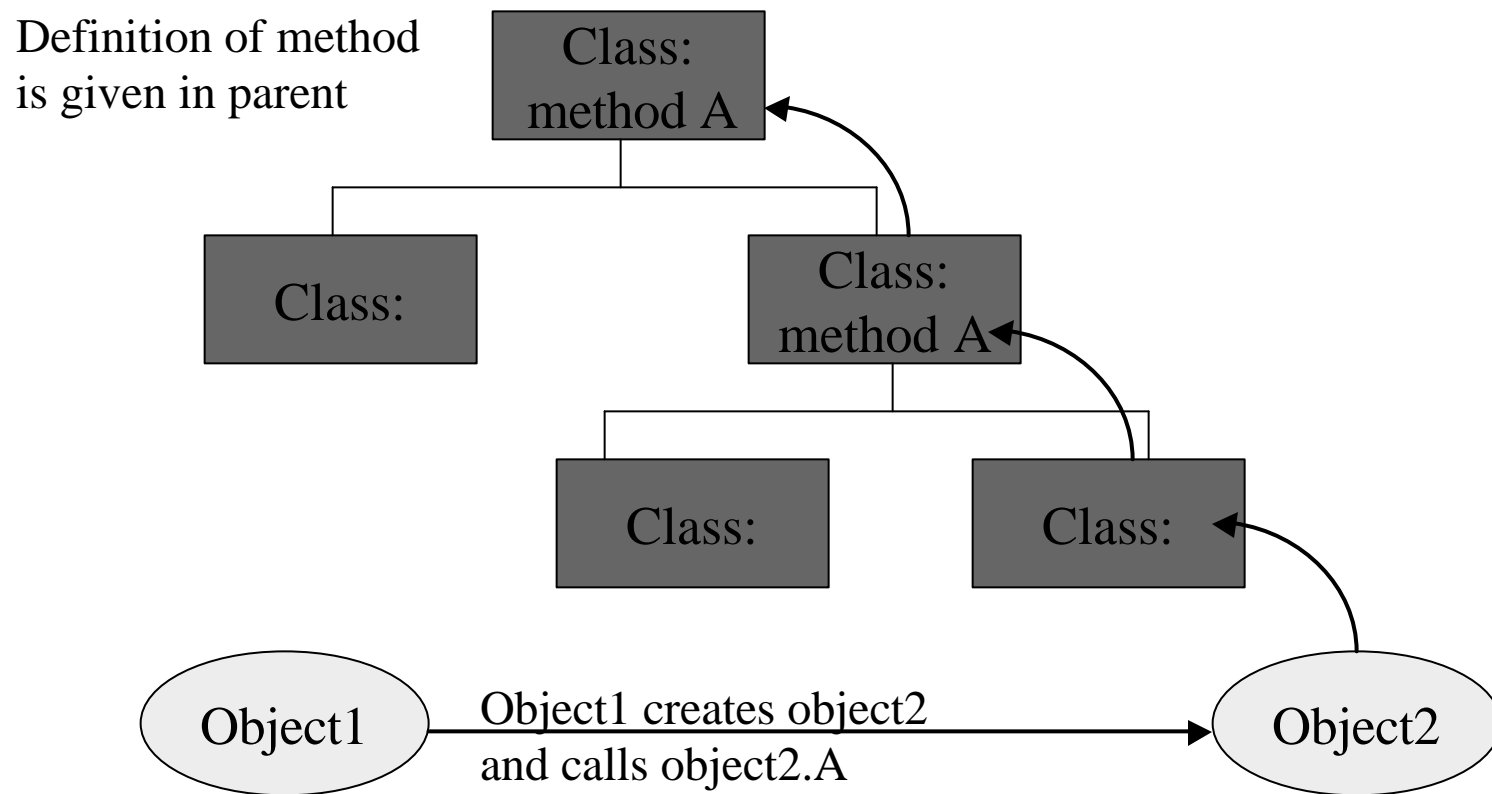 Definition of method
is given in parent
Class:
method A
Class:
Class:
method A
Class:
Class:
Object1
Object1 creates object2
and calls object2.A
Object2